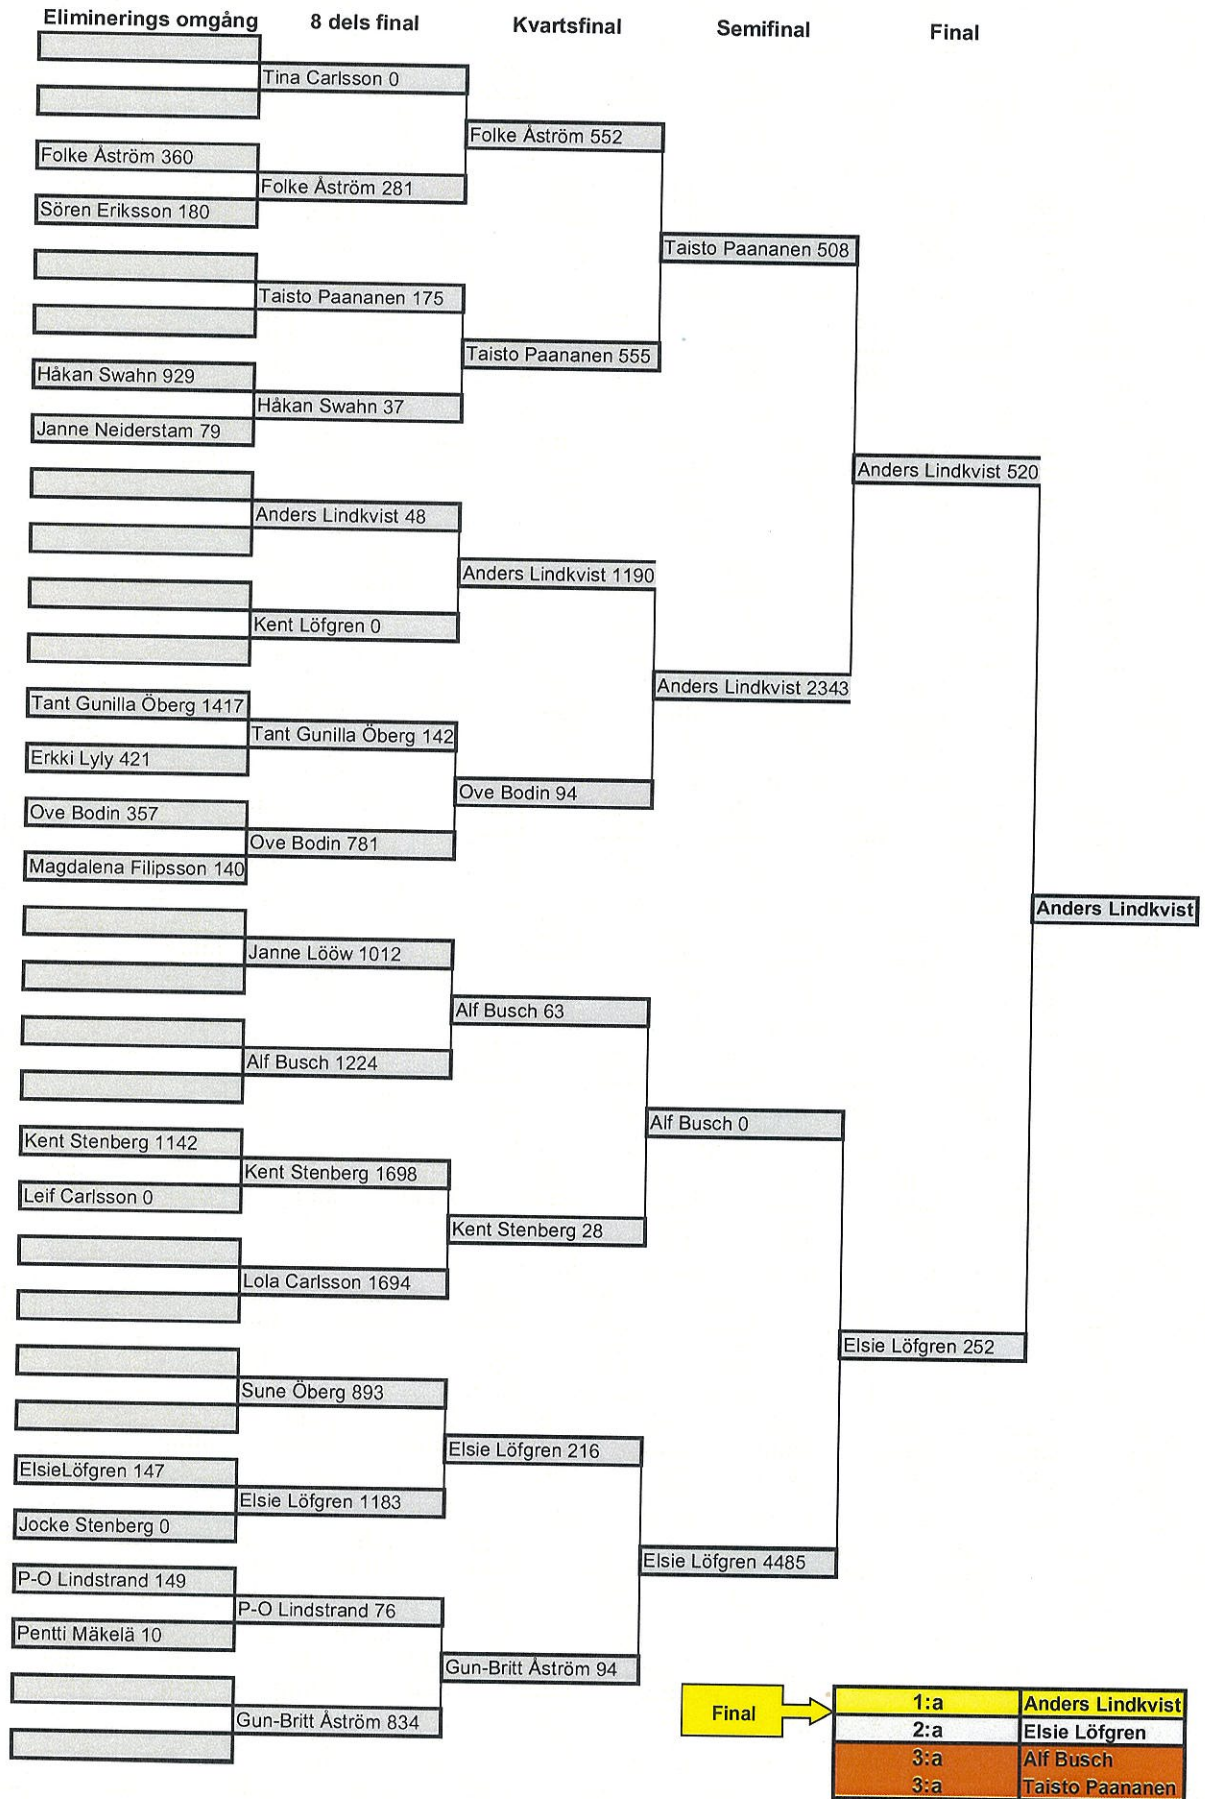 Eliminerings omgång
8 dels final
Kvartsfinal
Semifinal
Final
Tina Carlsson 0
Folke Åström 552
Folke Åström 360
Folke Åström 281
Sören Eriksson 180
Taisto Paananen 508
Taisto Paananen 175
Taisto Paananen 555
Håkan Swahn 929
Håkan Swahn 37
Janne Neiderstam 79
Anders Lindkvist 520
Anders Lindkvist 48
Anders Lindkvist 1190
Kent Löfgren 0
Anders Lindkvist 2343
Tant Gunilla Öberg 1417
Tant Gunilla Öberg 142
Erkki Lyly 421
Ove Bodin 94
Ove Bodin 357
Ove Bodin 781
Magdalena Filipsson 140
Anders Lindkvist
Janne Lööw 1012
Alf Busch 63
Alf Busch 1224
Alf Busch 0
Kent Stenberg 1142
Kent Stenberg 1698
Leif Carlsson 0
Kent Stenberg 28
Lola Carlsson 1694
Elsie Löfgren 252
Sune Öberg 893
Elsie Löfgren 216
ElsieLöfgren 147
Elsie Löfgren 1183
Jocke Stenberg 0
Elsie Löfgren 4485
P-O Lindstrand 149
P-O Lindstrand 76
Pentti Mäkelä 10
Gun-Britt Åström 94
Gun-Britt Åström 834
Final
1:a Anders Lindkvist
2:a Elsie Löfgren
3:a Alf Busch
3:a Taisto Paananen